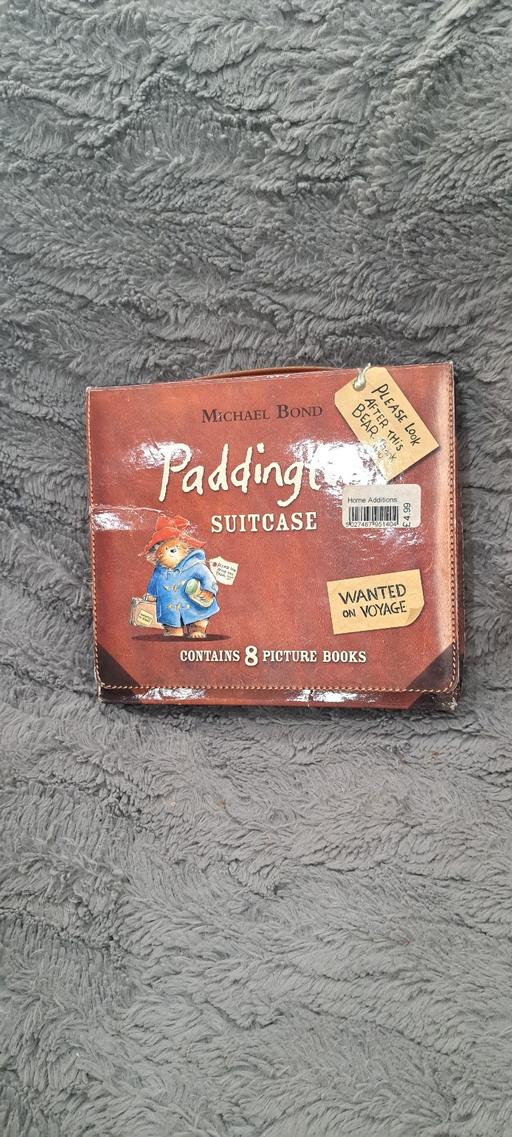 MICHAEL BOND
PLEASE LOOK
AFTER THIS
BEAR
Paddingt
SUITCASE
Home Additions
5027467951404
£4.99
WANTED
ON VOYAGE
CONTAINS 8 PICTURE BOOKS